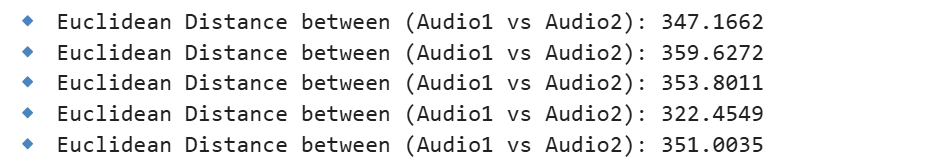 🔹 Euclidean Distance between (Audio1 vs Audio2): 347.1662
🔹 Euclidean Distance between (Audio1 vs Audio2): 359.6272
🔹 Euclidean Distance between (Audio1 vs Audio2): 353.8011
🔹 Euclidean Distance between (Audio1 vs Audio2): 322.4549
🔹 Euclidean Distance between (Audio1 vs Audio2): 351.0035